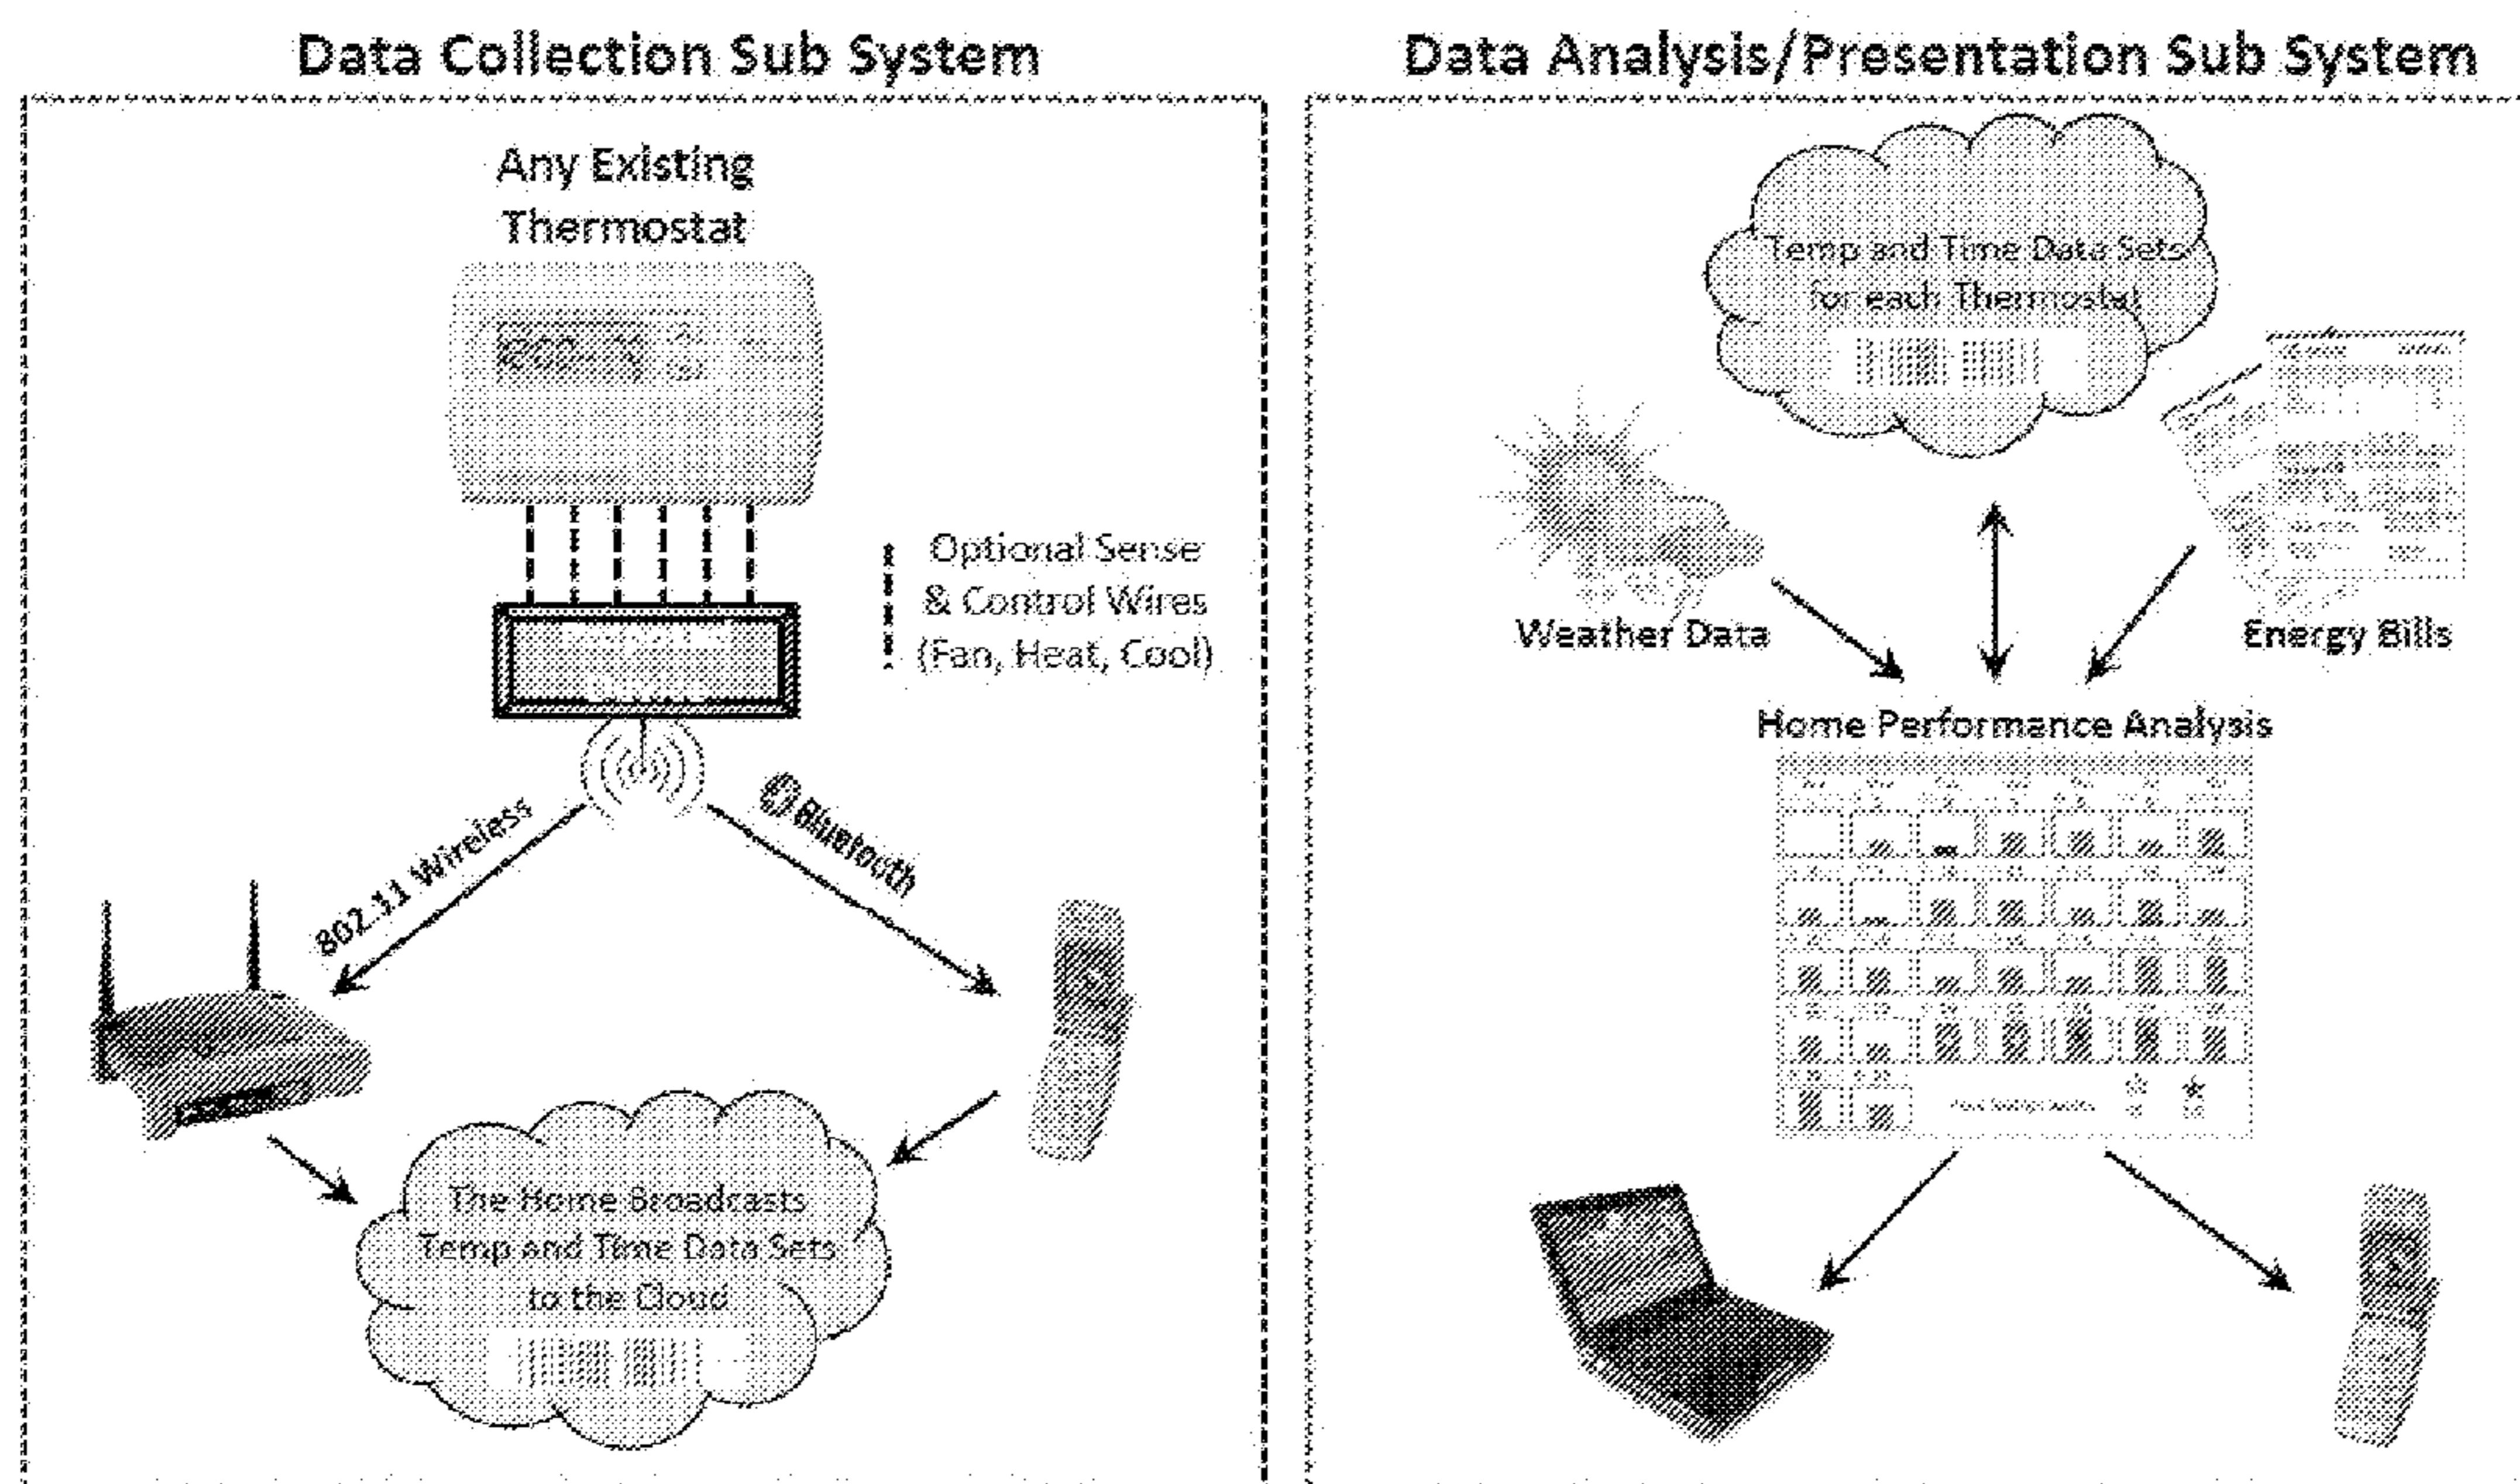 Data Collection Sub System
Any Existing
Thermostat
Optional Sense
& Control Wires
(Fan, Heat, Cool)
802.11 Wireless
Bluetooth
The Home Broadcasts
Temp and Time Data Sets
to the Cloud
Data Analysis/Presentation Sub System
Temp and Time Data Sets
for each Thermostat
Weather Data
Energy Bills
Home Performance Analysis